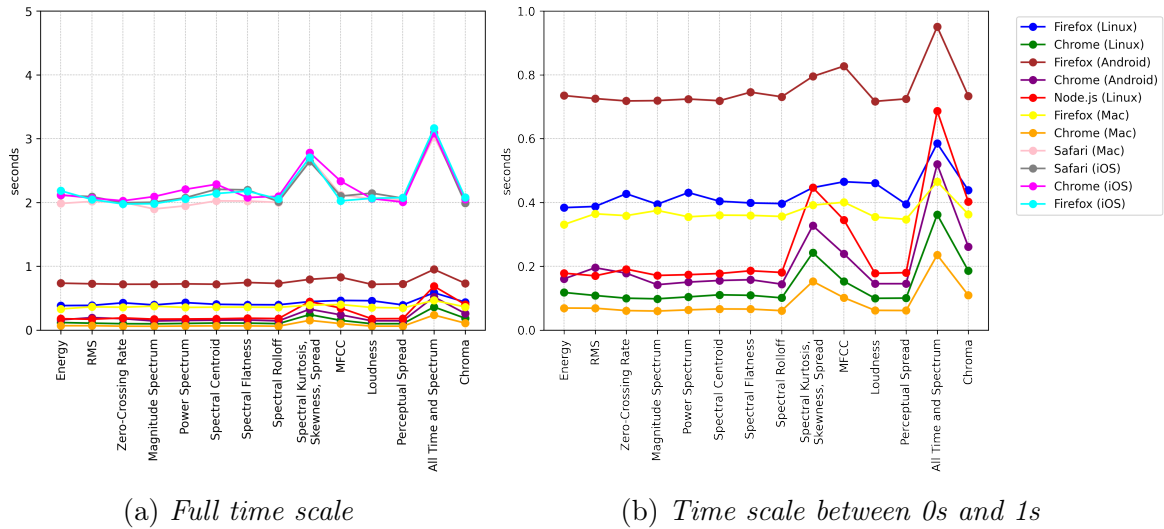 5
4
3
2
1
0
seconds
Energy
RMS
Zero-Crossing Rate
Magnitude Spectrum
Power Spectrum
Spectral Centroid
Spectral Flatness
Spectral Rolloff
Spectral Kurtosis,
Skewness, Spread
MFCC
Loudness
Perceptual Spread
All Time and Spectrum
Chroma
(a) Full time scale
1.0
0.8
0.6
0.4
0.2
0.0
seconds
Energy
RMS
Zero-Crossing Rate
Magnitude Spectrum
Power Spectrum
Spectral Centroid
Spectral Flatness
Spectral Rolloff
Spectral Kurtosis,
Skewness, Spread
MFCC
Loudness
Perceptual Spread
All Time and Spectrum
Chroma
(b) Time scale between 0s and 1s
Firefox (Linux)
Chrome (Linux)
Firefox (Android)
Chrome (Android)
Node.js (Linux)
Firefox (Mac)
Chrome (Mac)
Safari (Mac)
Safari (iOS)
Chrome (iOS)
Firefox (iOS)